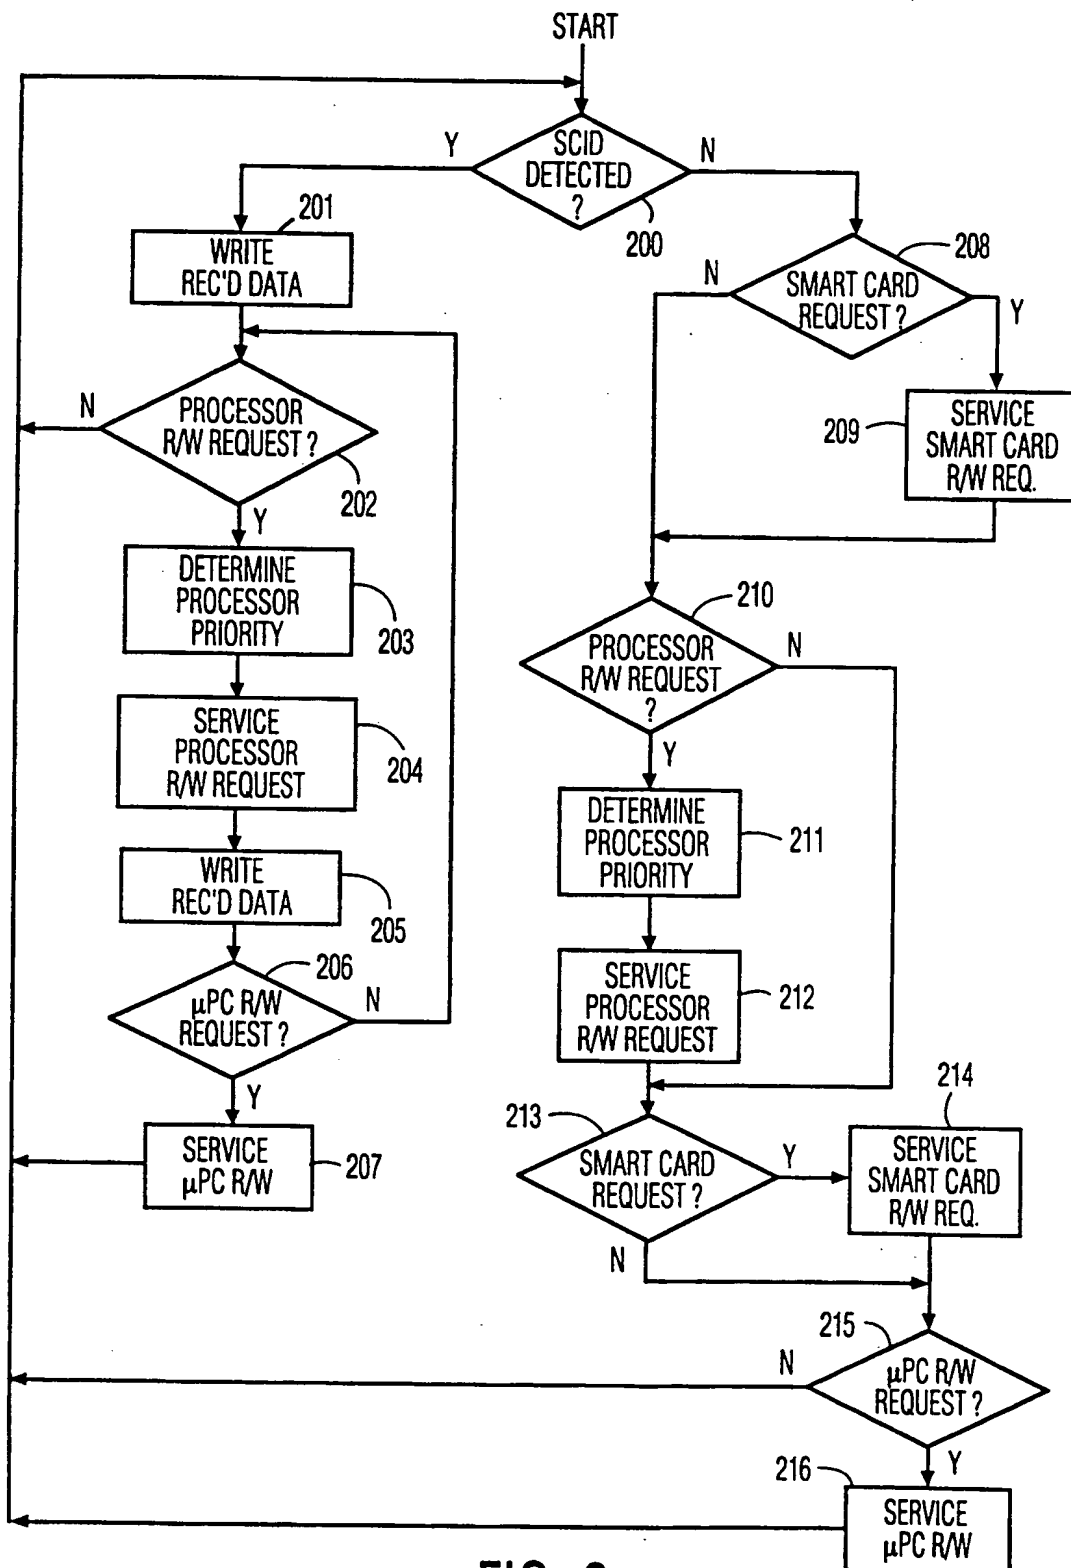 START
SCID
DETECTED
?
200
Y
N
201
WRITE
REC'D DATA
208
SMART CARD
REQUEST ?
N
Y
209
SERVICE
SMART CARD
R/W REQ.
PROCESSOR
R/W REQUEST ?
N
202
Y
DETERMINE
PROCESSOR
PRIORITY
203
SERVICE
PROCESSOR
R/W REQUEST
204
WRITE
REC'D DATA
205
206
µPC R/W
REQUEST ?
N
Y
SERVICE
µPC R/W
207
210
PROCESSOR
R/W REQUEST
?
N
Y
DETERMINE
PROCESSOR
PRIORITY
211
SERVICE
PROCESSOR
R/W REQUEST
212
213
SMART CARD
REQUEST ?
Y
N
214
SERVICE
SMART CARD
R/W REQ.
215
µPC R/W
REQUEST ?
N
Y
216
SERVICE
µPC R/W